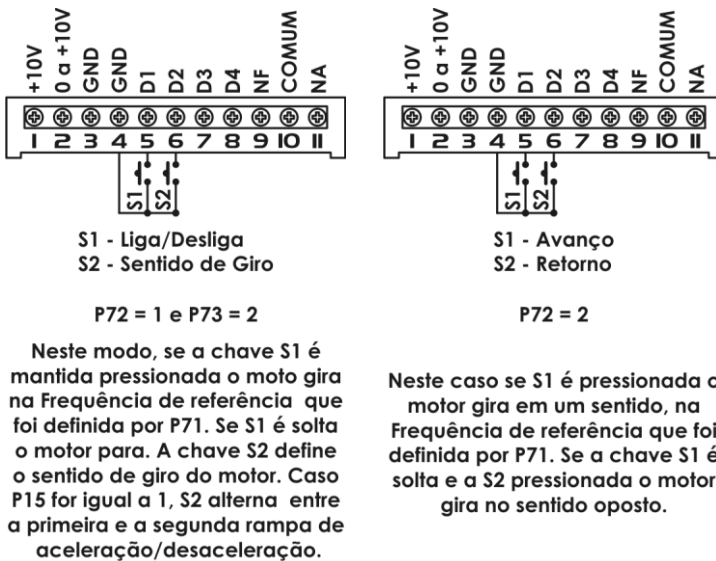 +10V
0 a +10V
GND
GND
D1
D2
D3
D4
NF
COMUM
NA
1 2 3 4 5 6 7 8 9 10 11
S1
S2
S1 - Liga/Desliga
S2 - Sentido de Giro
P72 = 1 e P73 = 2
Neste modo, se a chave S1 é
mantida pressionada o moto gira
na Frequência de referência que
foi definida por P71. Se S1 é solta
o motor para. A chave S2 define
o sentido de giro do motor. Caso
P15 for igual a 1, S2 alterna entre
a primeira e a segunda rampa de
aceleração/desaceleração.
+10V
0 a +10V
GND
GND
D1
D2
D3
D4
NF
COMUM
NA
1 2 3 4 5 6 7 8 9 10 11
S1
S2
S1 - Avanço
S2 - Retorno
P72 = 2
Neste caso se S1 é pressionada o
motor gira em um sentido, na
Frequência de referência que foi
definida por P71. Se a chave S1 é
solta e a S2 pressionada o motor
gira no sentido oposto.